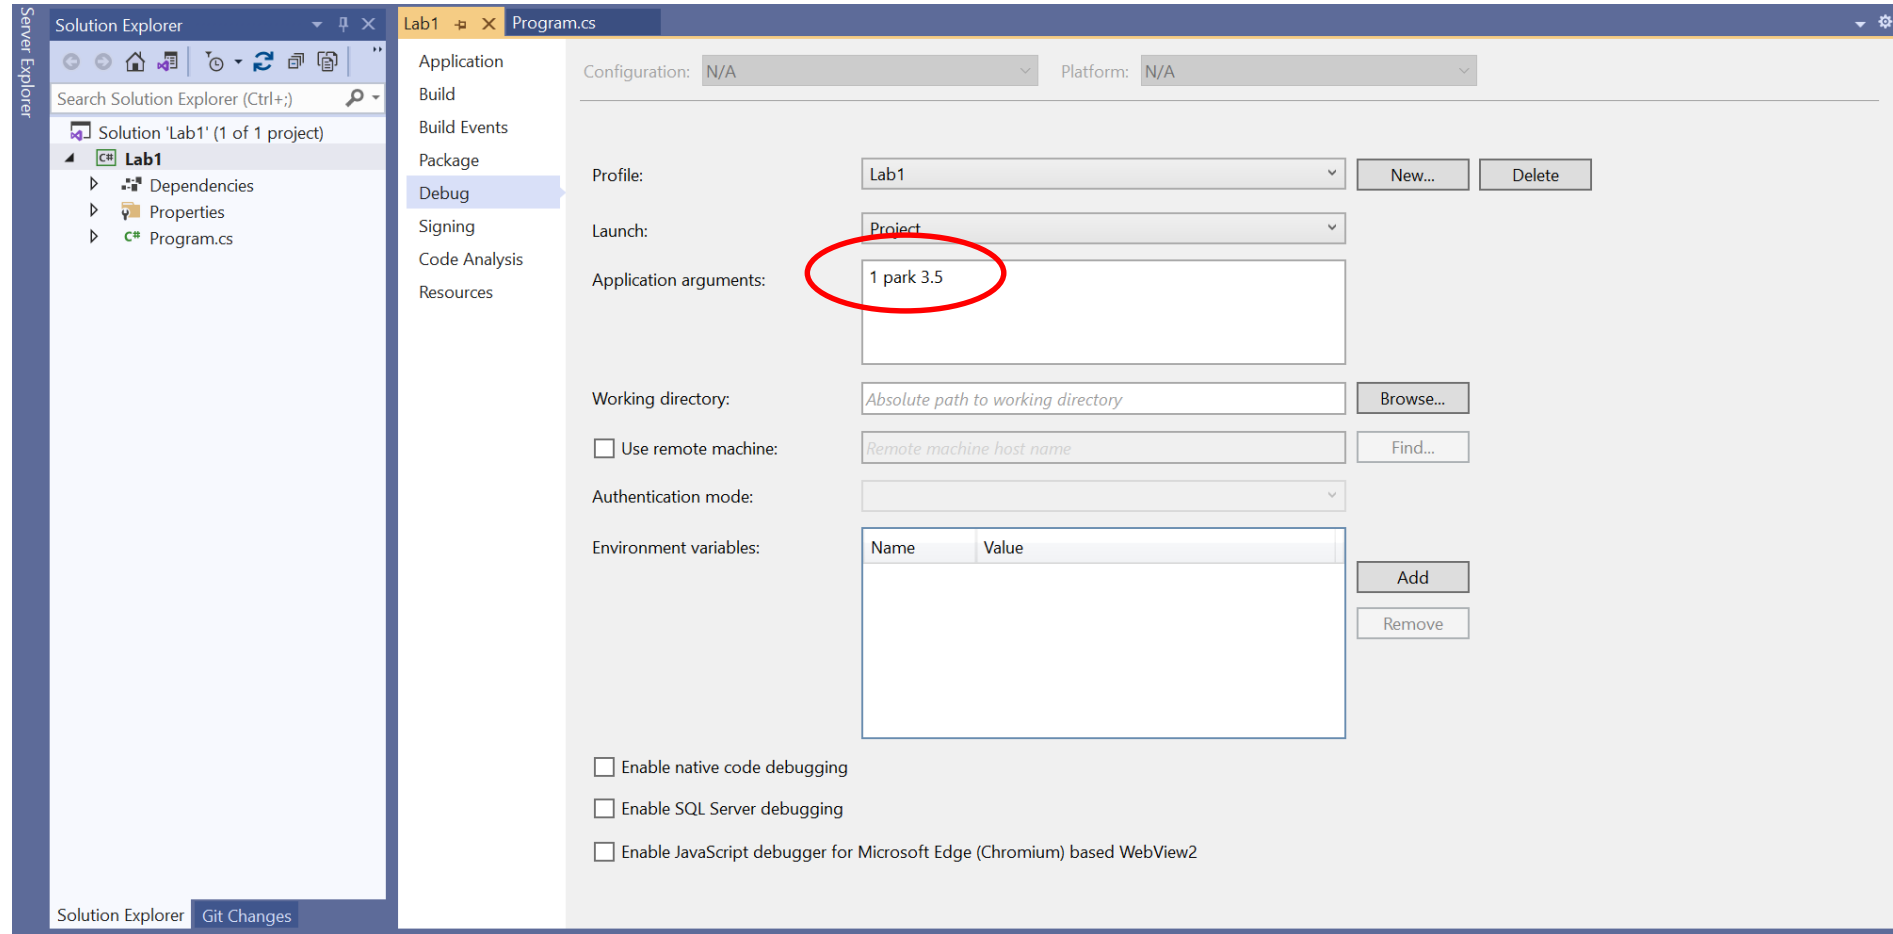 Server Explorer
Solution Explorer
Search Solution Explorer (Ctrl+;)
Solution 'Lab1' (1 of 1 project)
C# Lab1
Dependencies
Properties
C# Program.cs
Solution Explorer
Git Changes
Lab1
Program.cs
Application
Build
Build Events
Package
Debug
Signing
Code Analysis
Resources
Configuration: N/A
Platform: N/A
Profile: Lab1
New...
Delete
Launch: Project
Application arguments: 1 park 3.5
Working directory: Absolute path to working directory
Browse...
Use remote machine: Remote machine host name
Find...
Authentication mode:
Environment variables:
Name Value
Add
Remove
Enable native code debugging
Enable SQL Server debugging
Enable JavaScript debugger for Microsoft Edge (Chromium) based WebView2